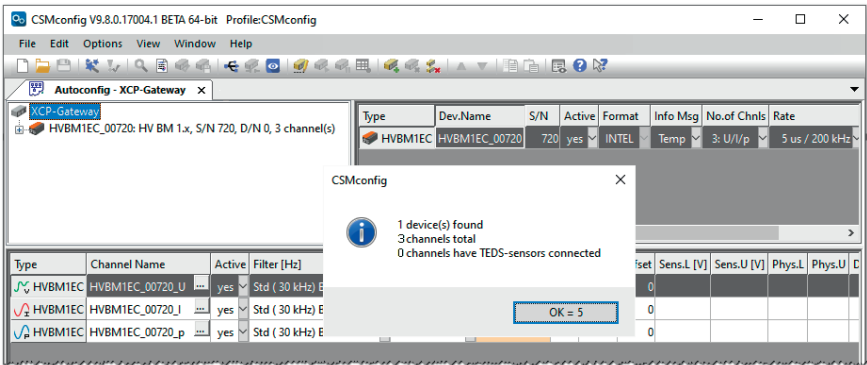 CSMconfig V9.8.0.17004.1 BETA 64-bit Profile:CSMconfig
File Edit Options View Window Help
Autoconfig - XCP-Gateway
XCP-Gateway
HVBM1EC_00720: HV BM 1.x, S/N 720, D/N 0, 3 channel(s)
Type Dev.Name S/N Active Format Info Msg No.of Chnls Rate
HVBM1EC HVBM1EC_00720 720 yes INTEL Temp 3: U/I/p 5 us / 200 kHz
CSMconfig
1 device(s) found
3 channels total
0 channels have TEDS-sensors connected
OK = 5
Type Channel Name Active Filter [Hz] fset Sens.L [V] Sens.U [V] Phys.L Phys.U D
HVBM1EC HVBM1EC_00720_U ... yes Std ( 30 kHz) B 0
HVBM1EC HVBM1EC_00720_I ... yes Std ( 30 kHz) B 0
HVBM1EC HVBM1EC_00720_p ... yes Std ( 30 kHz) B 0